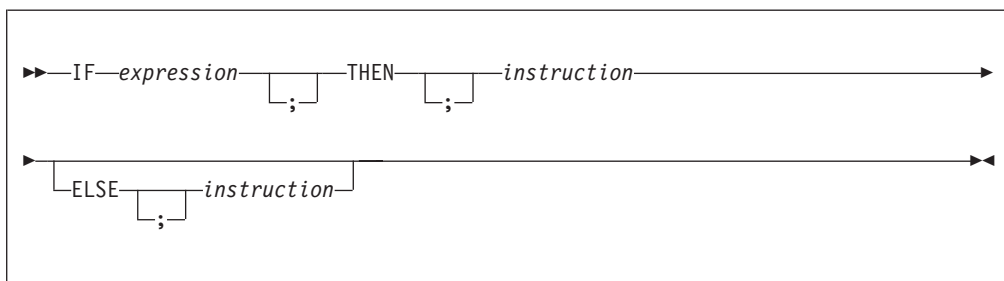 IF expression THEN instruction
; ;
ELSE instruction
;